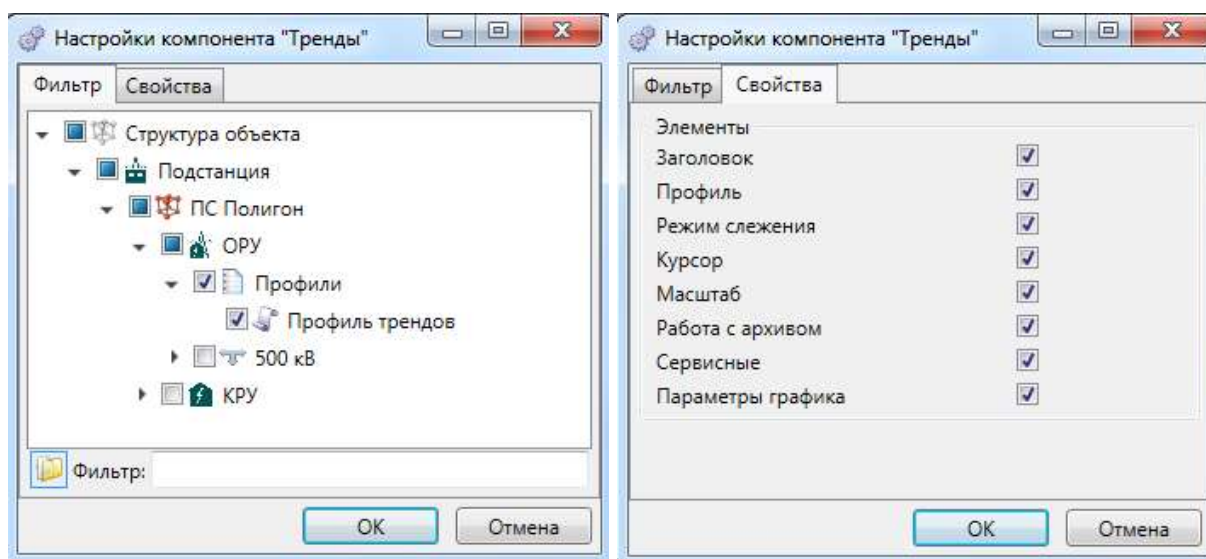 Настройки компонента "Тренды"
Фильтр Свойства
Структура объекта
Подстанция
ПС Полигон
ОРУ
Профили
Профиль трендов
500 кВ
КРУ
Фильтр:
OK Отмена
Настройки компонента "Тренды"
Фильтр Свойства
Элементы
Заголовок
Профиль
Режим слежения
Курсор
Масштаб
Работа с архивом
Сервисные
Параметры графика
OK Отмена